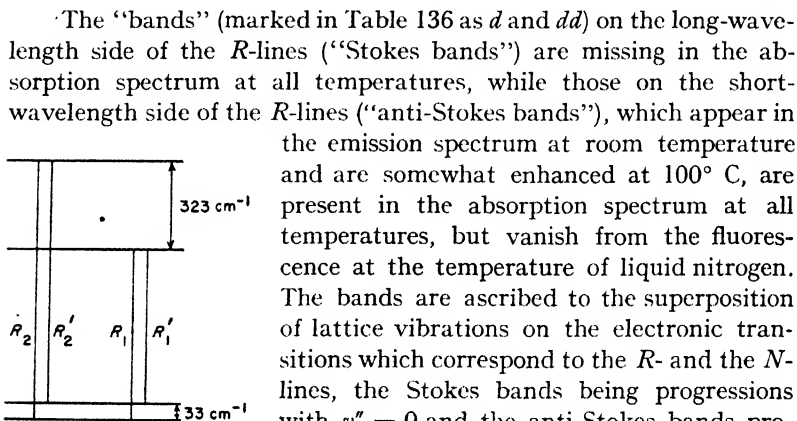 The “bands” (marked in Table 136 as d and dd) on the long-wave-
length side of the R-lines (“Stokes bands”) are missing in the ab-
sorption spectrum at all temperatures, while those on the short-
wavelength side of the R-lines (“anti-Stokes bands”), which appear in
the emission spectrum at room temperature
and are somewhat enhanced at 100° C, are
present in the absorption spectrum at all
temperatures, but vanish from the fluores-
cence at the temperature of liquid nitrogen.
The bands are ascribed to the superposition
of lattice vibrations on the electronic tran-
sitions which correspond to the R- and the N-
lines, the Stokes bands being progressions
323 cm⁻¹
R₂ R₂′ R₁ R₁′
33 cm⁻¹